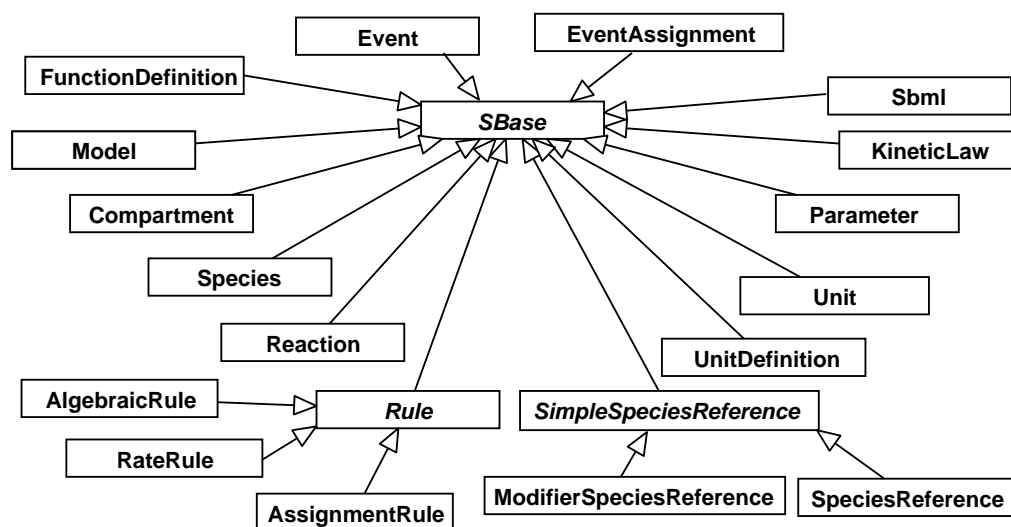 Event
EventAssignment
FunctionDefinition
Sbml
SBase
Model
KineticLaw
Compartment
Parameter
Species
Unit
Reaction
UnitDefinition
AlgebraicRule
Rule
SimpleSpeciesReference
RateRule
ModifierSpeciesReference
SpeciesReference
AssignmentRule